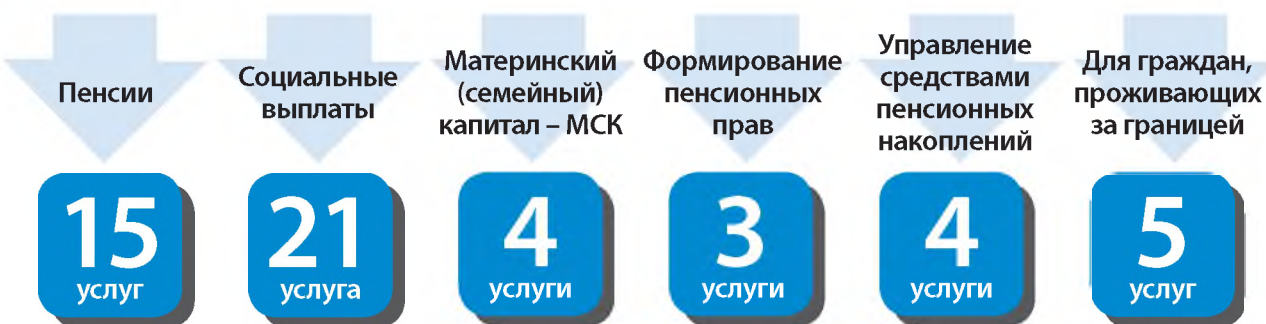 Пенсии
15
услуг
Социальные
выплаты
21
услуга
Материнский
(семейный)
капитал – МСК
4
услуги
Формирование
пенсионных
прав
3
услуги
Управление
средствами
пенсионных
накоплений
4
услуги
Для граждан,
проживающих
за границей
5
услуг